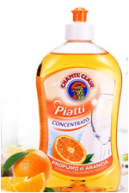 CHANTE CLAIR
Piatti
CONCENTRATO
PROFUMO di ARANCIA